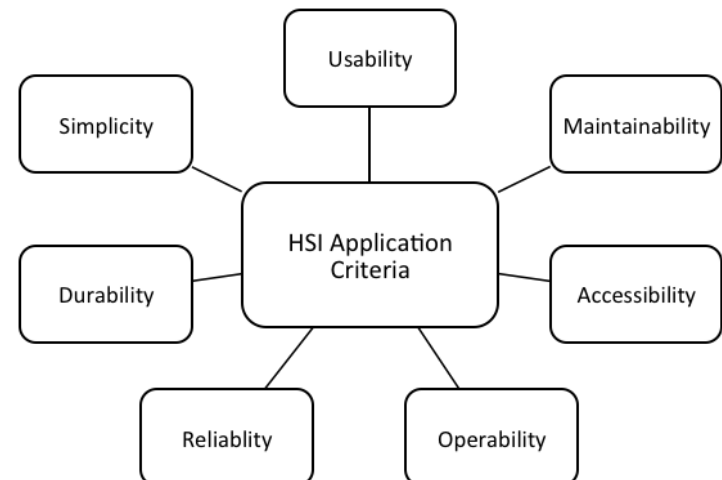 Usability
Simplicity
Maintainability
HSI Application
Criteria
Durability
Accessibility
Reliablity
Operability